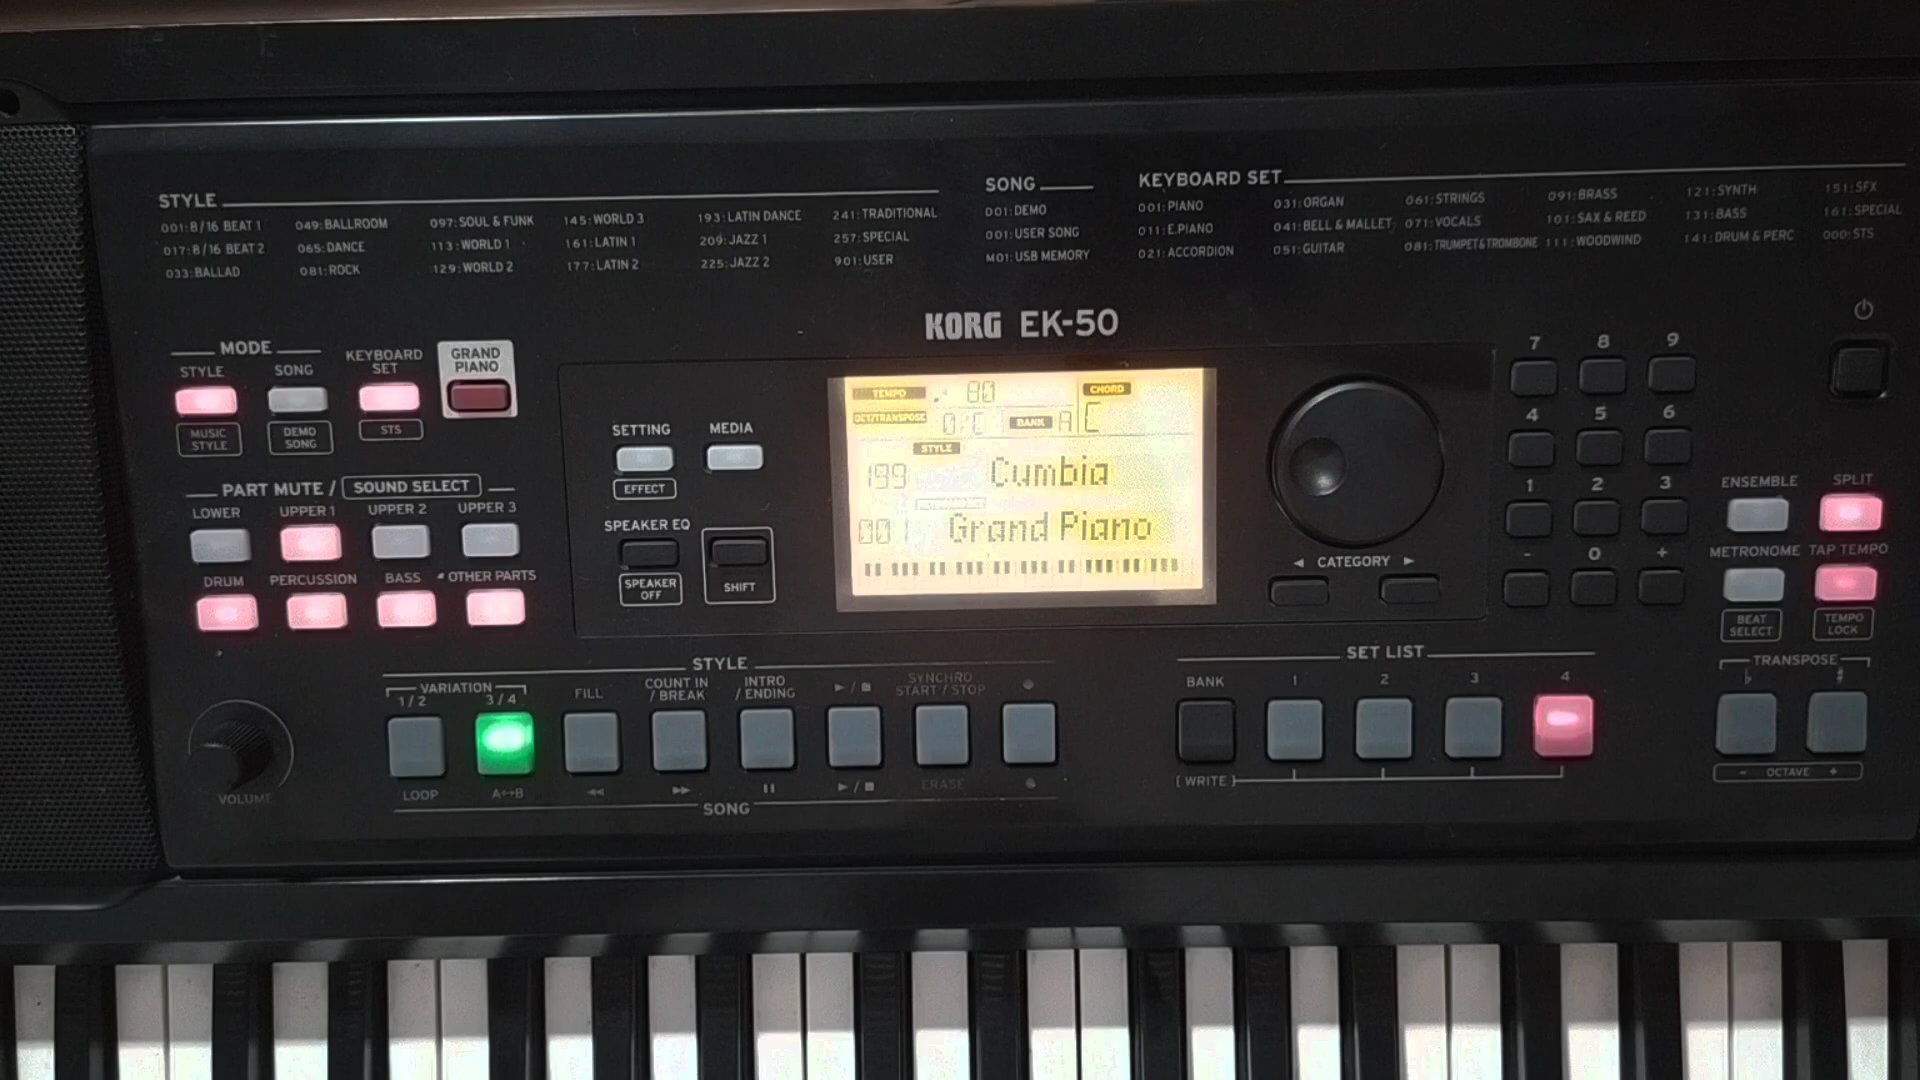 STYLE
001:8/16 BEAT 1 049:BALLROOM 097:SOUL & FUNK 145:WORLD 3 193:LATIN DANCE 241:TRADITIONAL
017:8/16 BEAT 2 065:DANCE 113:WORLD 1 161:LATIN 1 209:JAZZ 1 257:SPECIAL
033:BALLAD 081:ROCK 129:WORLD 2 177:LATIN 2 225:JAZZ 2 901:USER
SONG
001:DEMO
001:USER SONG
M01:USB MEMORY
KEYBOARD SET
001:PIANO 031:ORGAN 061:STRINGS 091:BRASS 121:SYNTH 151:SFX
011:E.PIANO 041:BELL & MALLET 071:VOCALS 101:SAX & REED 131:BASS 161:SPECIAL
021:ACCORDION 051:GUITAR 081:TRUMPET&TROMBONE 111:WOODWIND 141:DRUM & PERC 000:STS
KORG EK-50
MODE
STYLE SONG KEYBOARD SET GRAND PIANO
MUSIC STYLE DEMO SONG STS
PART MUTE / SOUND SELECT
LOWER UPPER 1 UPPER 2 UPPER 3
DRUM PERCUSSION BASS OTHER PARTS
SETTING MEDIA
EFFECT
SPEAKER EQ
SPEAKER OFF SHIFT
TEMPO 80 CHORD
OCT/TRANSPOSE 0/C BANK A C
STYLE
199 Cumbia
001 Grand Piano
CATEGORY
7 8 9
4 5 6
1 2 3
- 0 +
ENSEMBLE SPLIT
METRONOME TAP TEMPO
BEAT SELECT TEMPO LOCK
TRANSPOSE
♭ ♯
- OCTAVE +
VOLUME
STYLE
VARIATION
1/2 3/4 FILL COUNT IN / BREAK INTRO / ENDING ►/■ SYNCHRO START / STOP ●
LOOP A↔B ◄◄ ►► ❚❚ ►/■ ERASE ●
SONG
SET LIST
BANK 1 2 3 4
[WRITE]